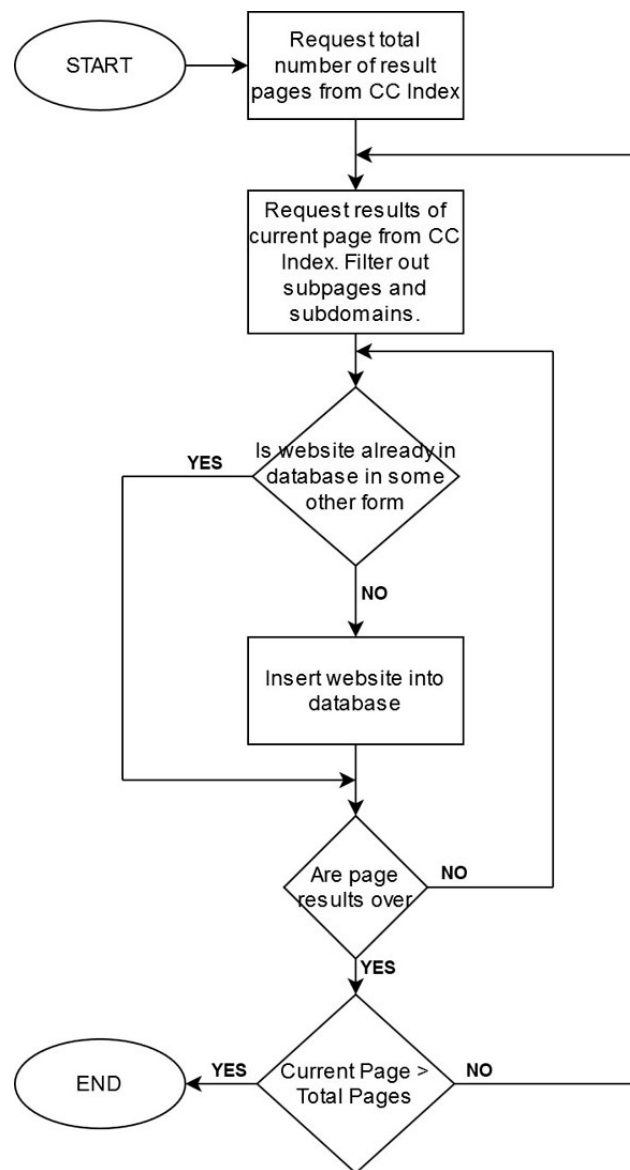 START
Request total
number of result
pages from CC Index
Request results of
current page from CC
Index. Filter out
subpages and
subdomains.
Is website already in
database in some
other form
YES
NO
Insert website into
database
Are page
results over
NO
YES
Current Page >
Total Pages
YES
NO
END